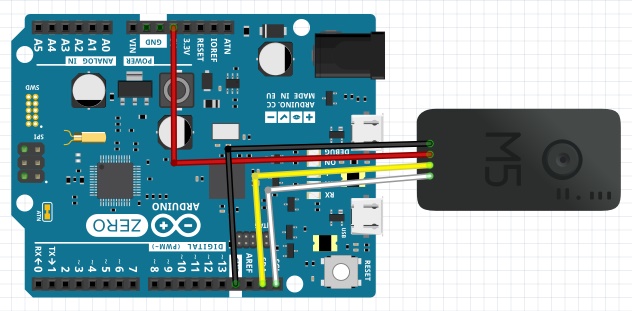 A5
A4
A3
A2
A1
A0
ANALOG IN
VIN
GND
3.3V
RESET
IOREF
ATN
POWER
MADE IN EU
ARDUINO.CC
SWD
SPI
ATN
DEBUG
ON
RX
ARDUINO
ZERO
DIGITAL (PWM~)
RX←0
TX→1
2
~3
~4
~5
~6
7
~8
~9
~10
~11
~12
~13
AREF
USB
RESET
M5